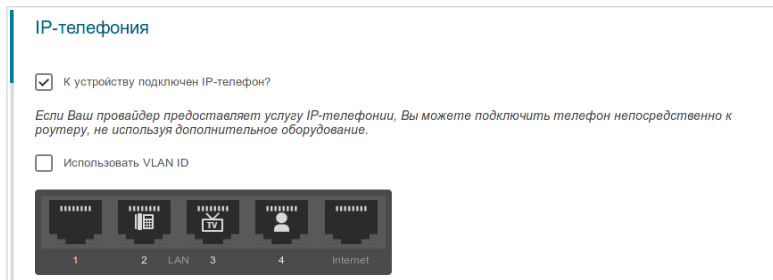 IP-телефония
К устройству подключен IP-телефон?
Если Ваш провайдер предоставляет услугу IP-телефонии, Вы можете подключить телефон непосредственно к
роутеру, не используя дополнительное оборудование.
Использовать VLAN ID
TV
1 2 LAN 3 4 Internet